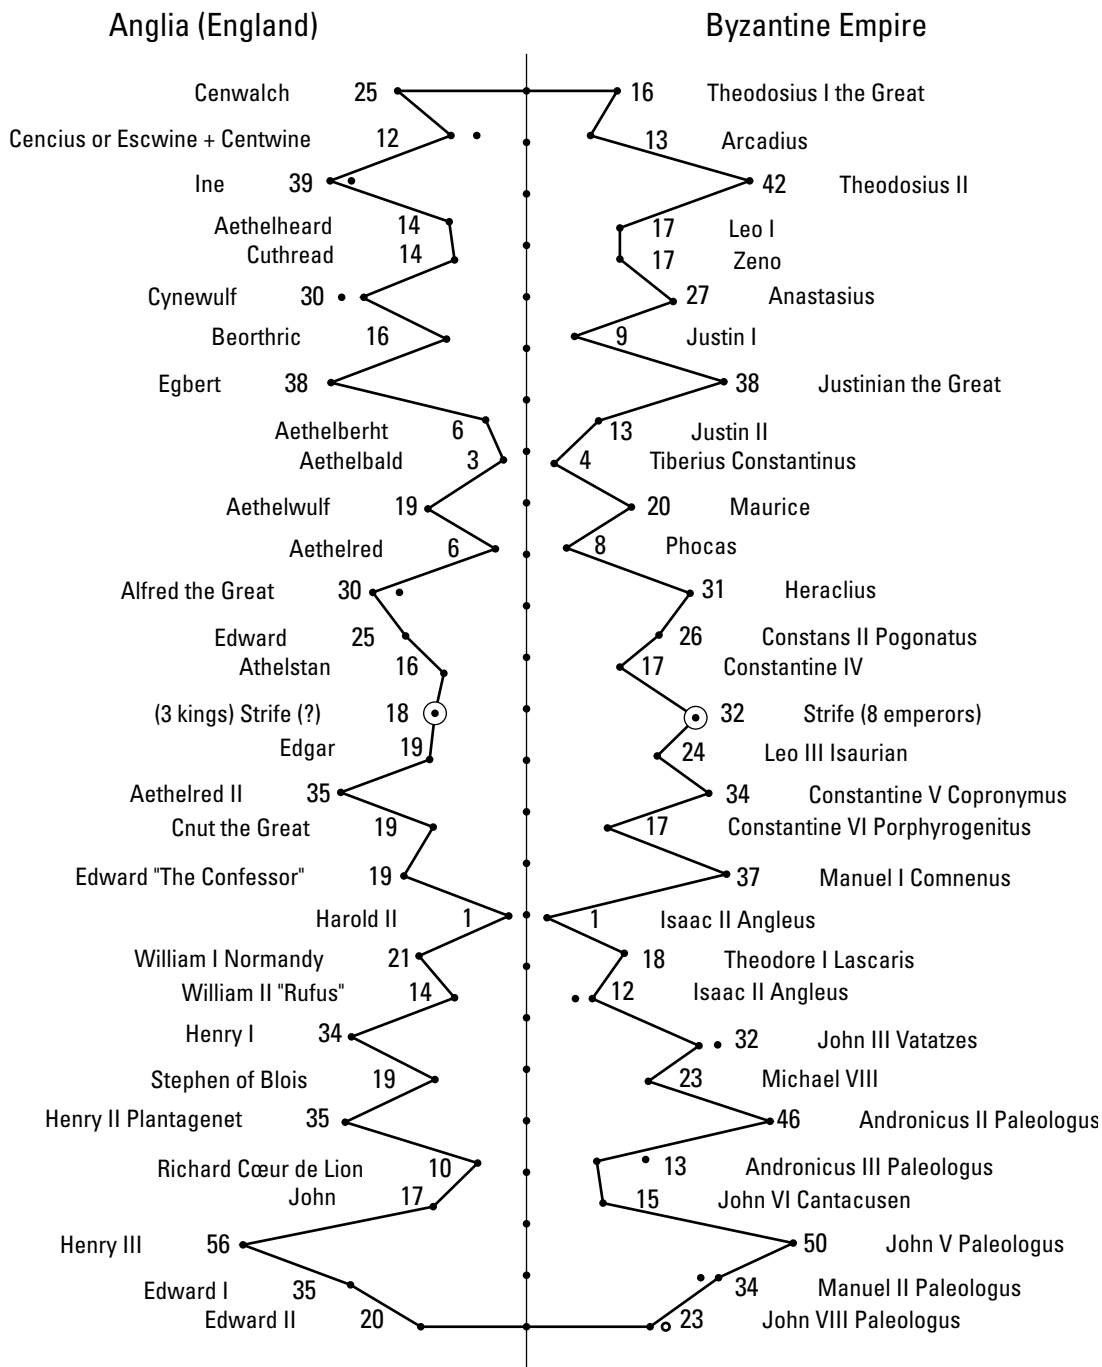 Anglia (England) Byzantine Empire
Cenwalch 25 16 Theodosius I the Great
Cencius or Escwine + Centwine 12 13 Arcadius
Ine 39 42 Theodosius II
Aethelheard 14 17 Leo I
Cuthread 14 17 Zeno
Cynewulf 30 27 Anastasius
Beorthric 16 9 Justin I
Egbert 38 38 Justinian the Great
Aethelberht 6 13 Justin II
Aethelbald 3 4 Tiberius Constantinus
Aethelwulf 19 20 Maurice
Aethelred 6 8 Phocas
Alfred the Great 30 31 Heraclius
Edward 25 26 Constans II Pogonatus
Athelstan 16 17 Constantine IV
(3 kings) Strife (?) 18 32 Strife (8 emperors)
Edgar 19 24 Leo III Isaurian
Aethelred II 35 34 Constantine V Copronymus
Cnut the Great 19 17 Constantine VI Porphyrogenitus
Edward "The Confessor" 19 37 Manuel I Comnenus
Harold II 1 1 Isaac II Angleus
William I Normandy 21 18 Theodore I Lascaris
William II "Rufus" 14 12 Isaac II Angleus
Henry I 34 32 John III Vatatzes
Stephen of Blois 19 23 Michael VIII
Henry II Plantagenet 35 46 Andronicus II Paleologus
Richard Cœur de Lion 10 13 Andronicus III Paleologus
John 17 15 John VI Cantacusen
Henry III 56 50 John V Paleologus
Edward I 35 34 Manuel II Paleologus
Edward II 20 23 John VIII Paleologus